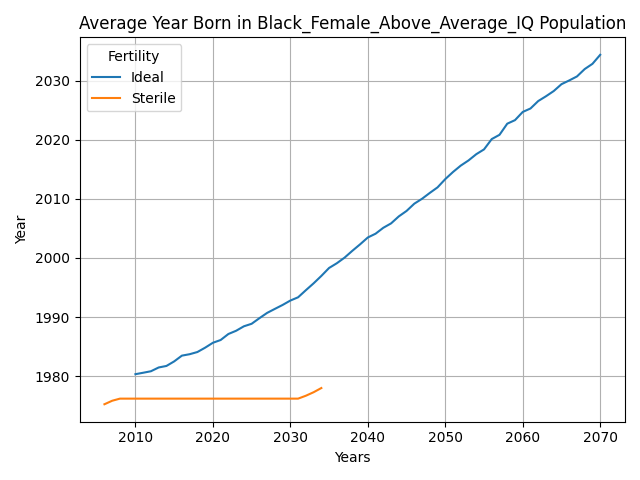 Average Year Born in Black_Female_Above_Average_IQ Population
Fertility
Ideal
Sterile
Year
2030
2020
2010
2000
1990
1980
2010 2020 2030 2040 2050 2060 2070
Years